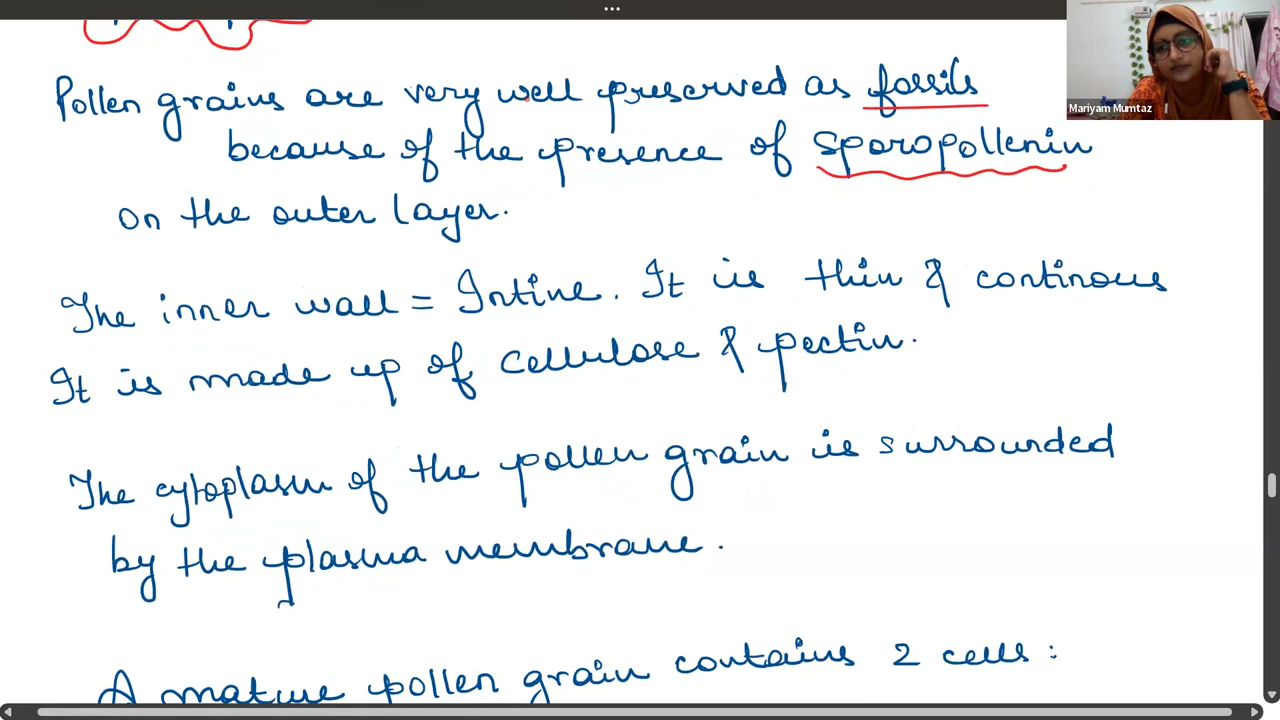 Pollen grains are very well preserved as fossils
because of the presence of sporopollenin
on the outer layer.
The inner wall = Intine. It is thin & continous
It is made up of cellulose & pectin.
The cytoplasm of the pollen grain is surrounded
by the plasma membrane.
A mature pollen grain contains 2 cells:
Mariyam Mumtaz